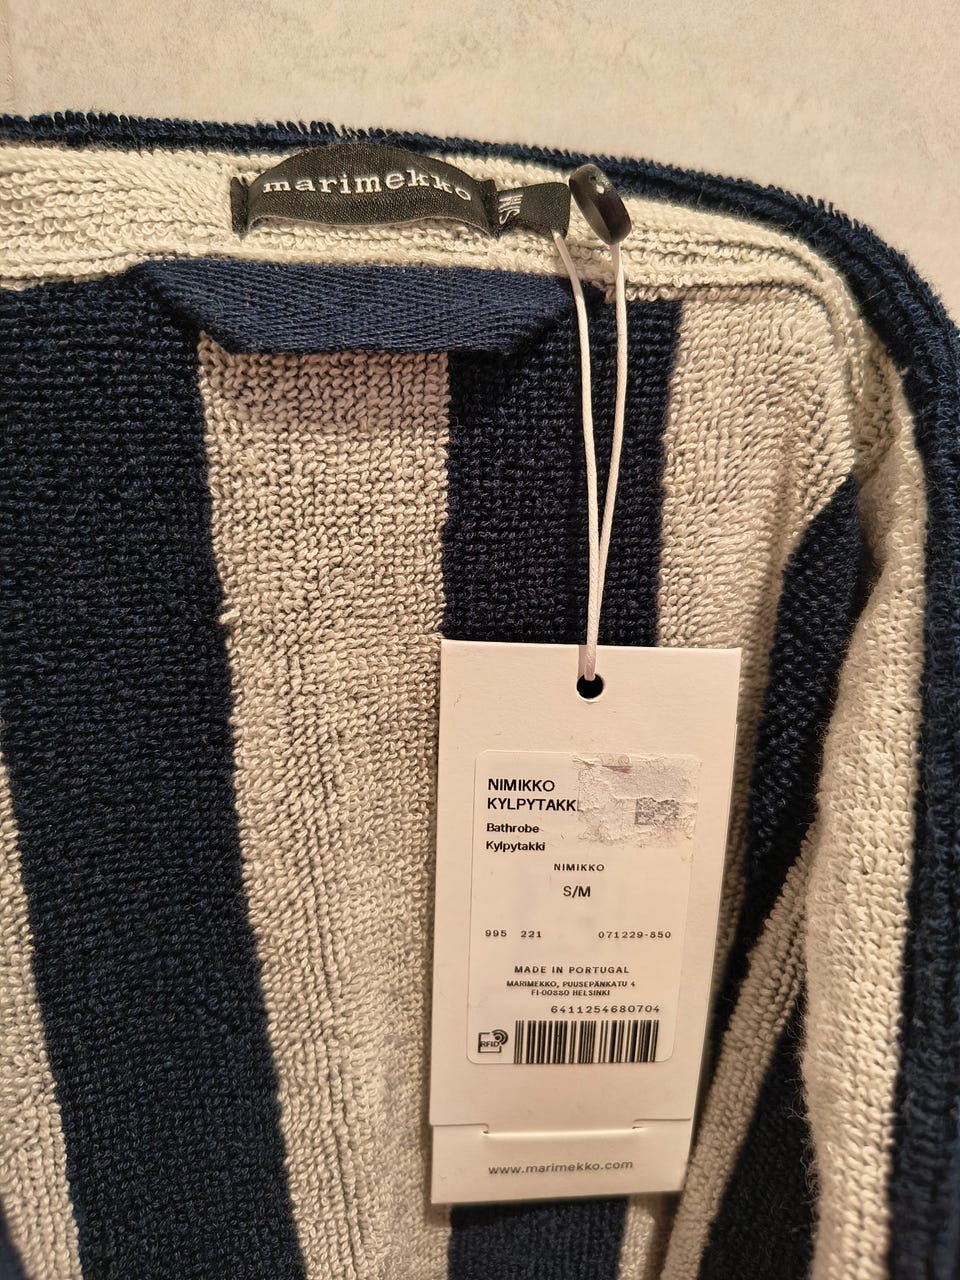 marimekko
S/M
NIMIKKO
KYLPYTAKK
Bathrobe
Kylpytakki
NIMIKKO
S/M
995 221 071229-850
MADE IN PORTUGAL
MARIMEKKO, PUUSEPÄNKATU 4
FI-00880 HELSINKI
6411254680704
RFID
www.marimekko.com